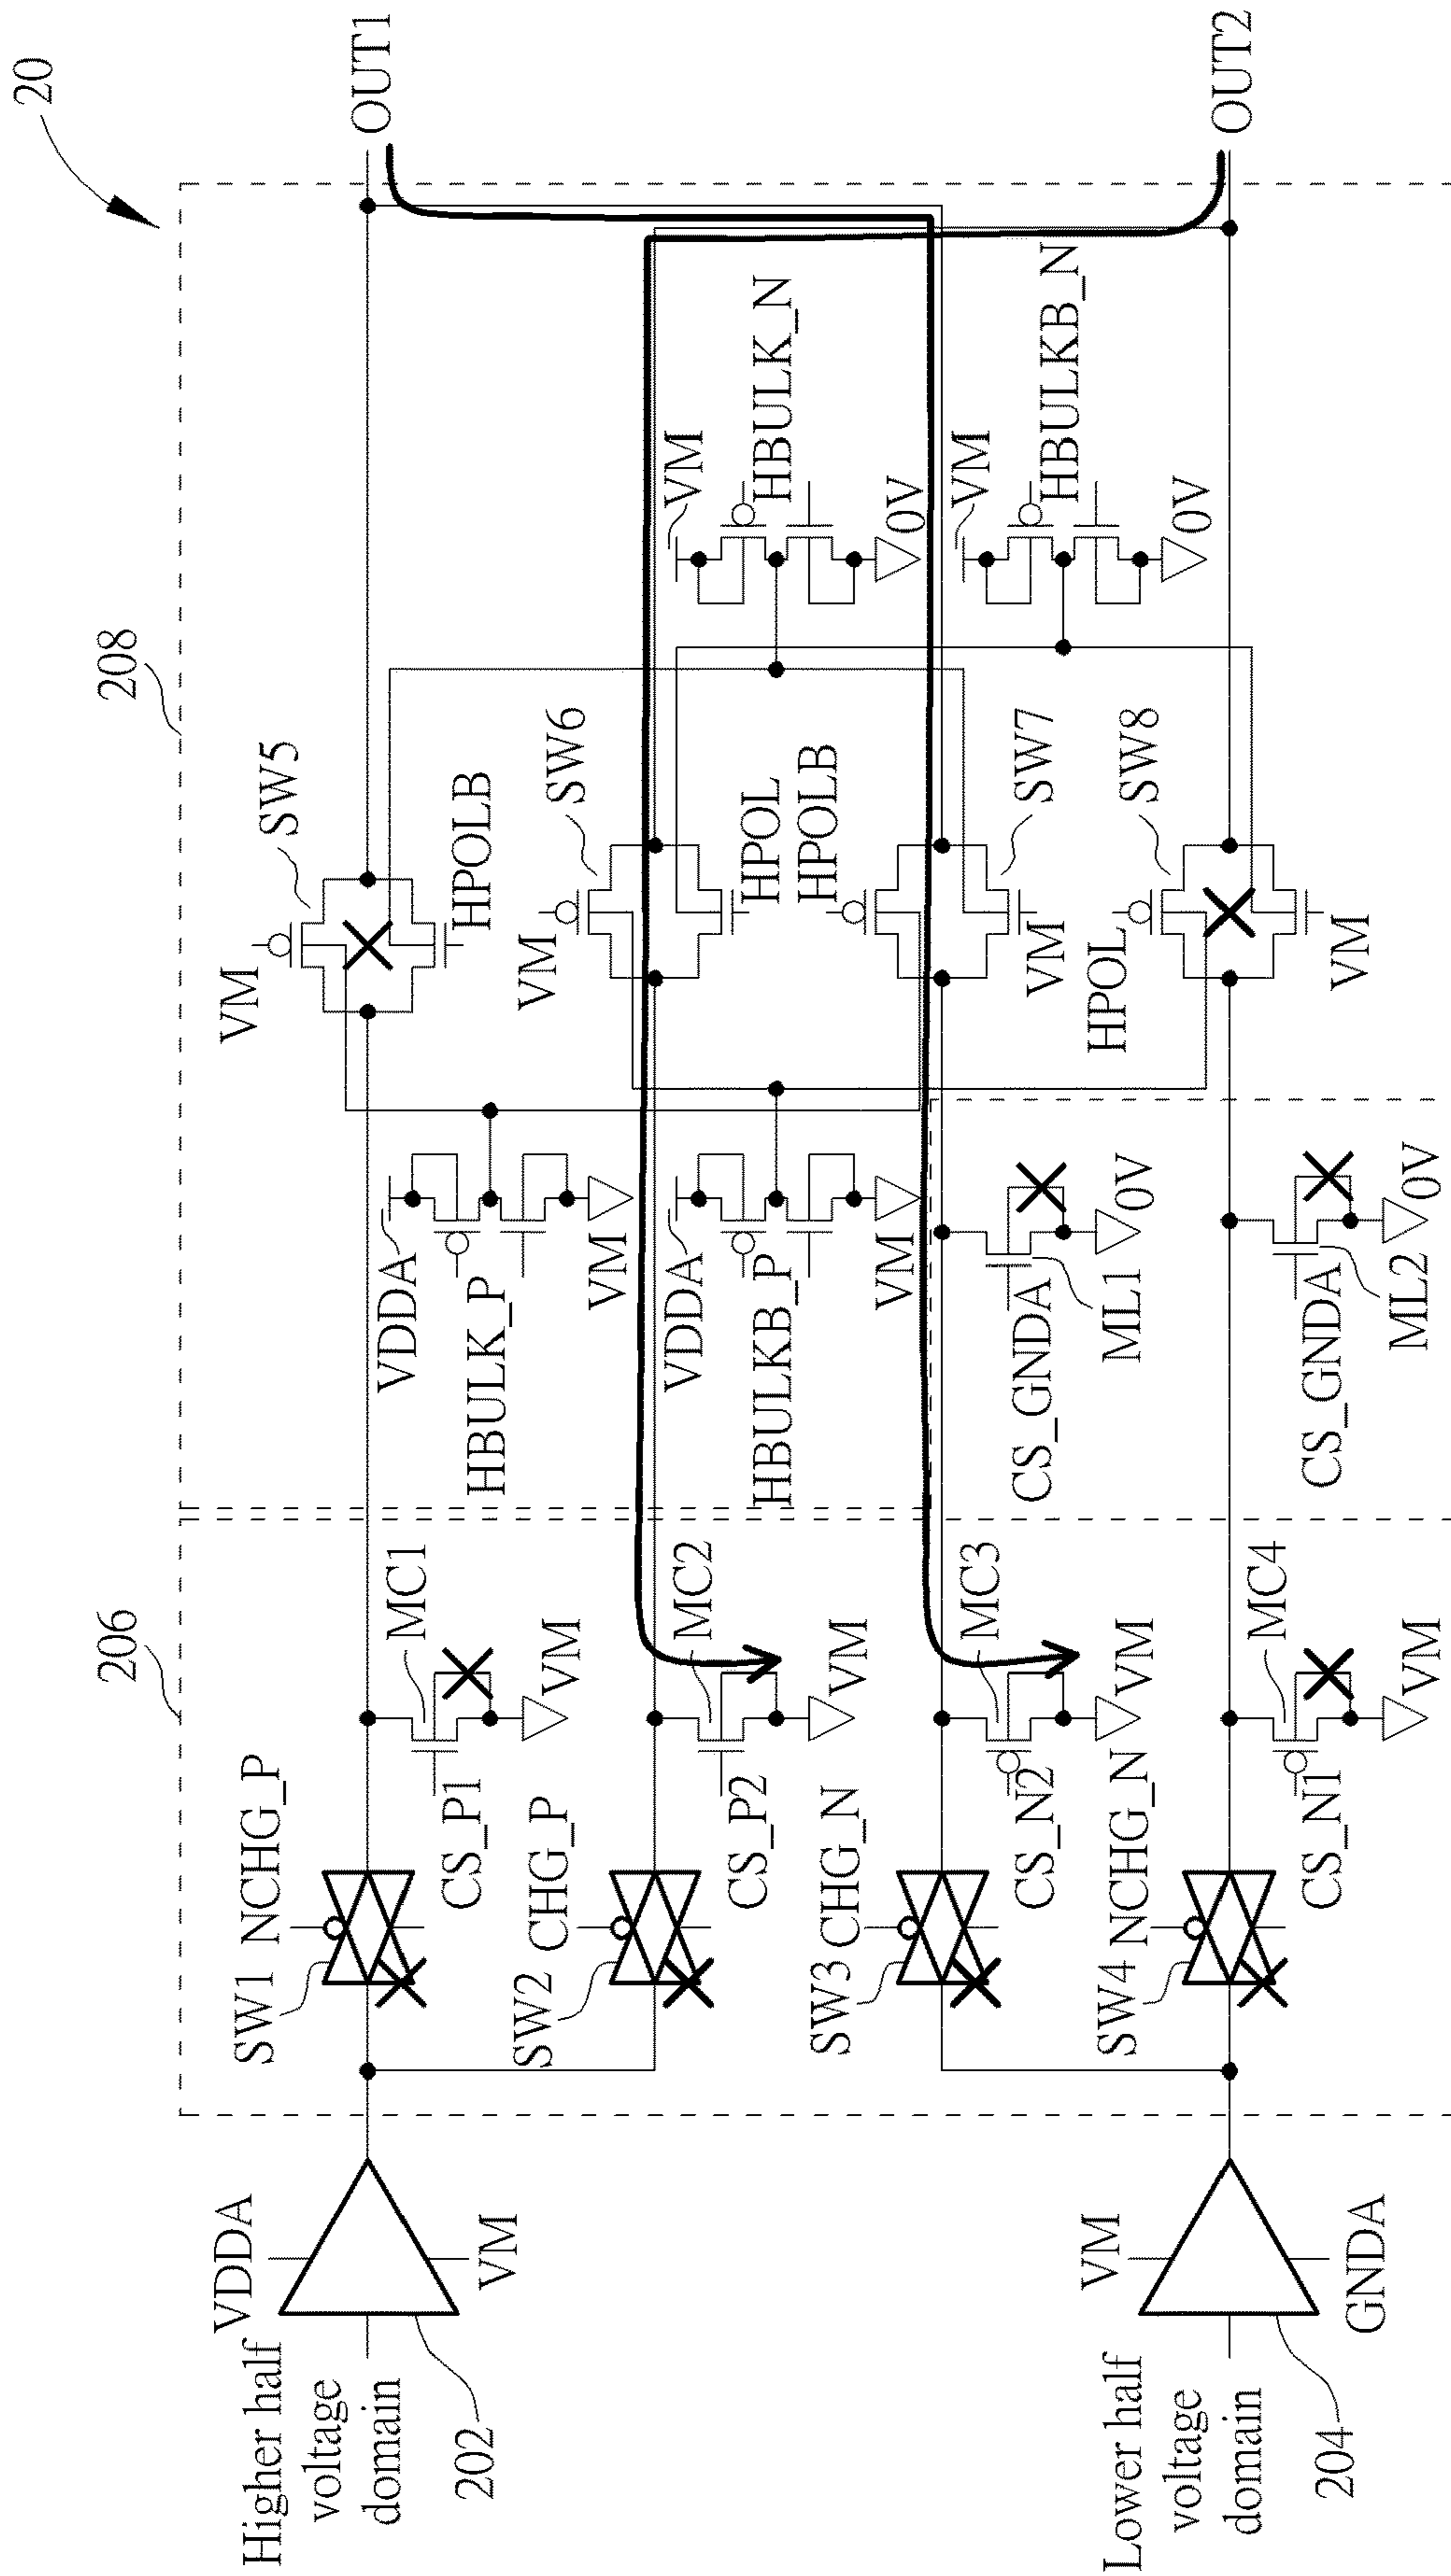 20
208
206
OUT1
OUT2
SW5
VM
HPOLB
SW6
VM
HPOL
HPOLB
SW7
VM
SW8
HPOL
VM
VM
HBULK_N
0V
VM
HBULKB_N
0V
VDDA
HBULK_P
VM
VDDA
HBULKB_P
VM
CS_GNDA
ML1
0V
CS_GNDA
ML2
0V
MC1
CS_P1
VM
MC2
CS_P2
VM
MC3
CS_N2
VM
MC4
CS_N1
VM
SW1
NCHG_P
SW2
CHG_P
SW3
CHG_N
SW4
NCHG_N
VDDA
VM
Higher half
voltage
domain
202
VM
GNDA
Lower half
voltage
domain
204